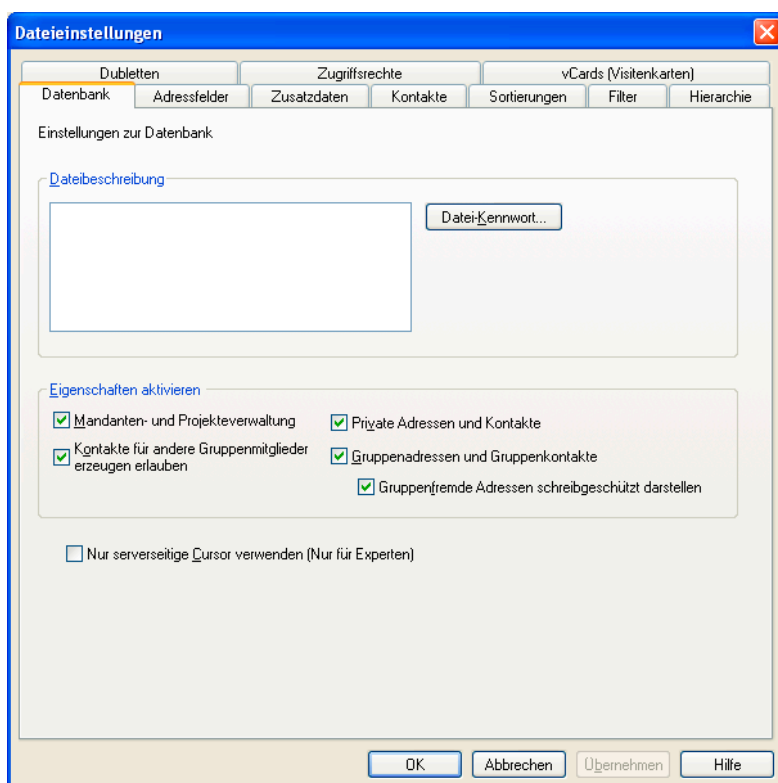 Dateieinstellungen
Dubletten Zugriffsrechte vCards (Visitenkarten)
Datenbank Adressfelder Zusatzdaten Kontakte Sortierungen Filter Hierarchie
Einstellungen zur Datenbank
Dateibeschreibung
Datei-Kennwort...
Eigenschaften aktivieren
Mandanten- und Projekteverwaltung
Private Adressen und Kontakte
Kontakte für andere Gruppenmitglieder
erzeugen erlauben
Gruppenadressen und Gruppenkontakte
Gruppenfremde Adressen schreibgeschützt darstellen
Nur serverseitige Cursor verwenden (Nur für Experten)
OK Abbrechen Übernehmen Hilfe